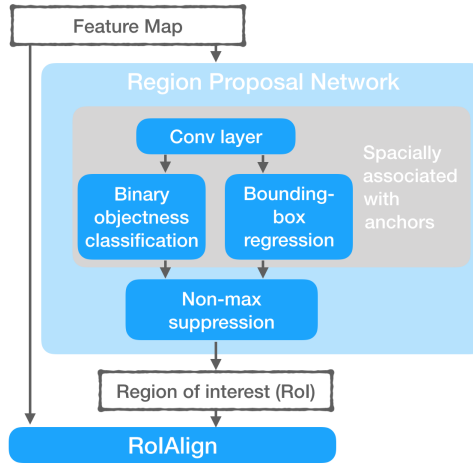 Feature Map
Region Proposal Network
Conv layer
Spacially
associated
with
anchors
Binary
objectness
classification
Bounding-
box
regression
Non-max
suppression
Region of interest (RoI)
RoIAlign